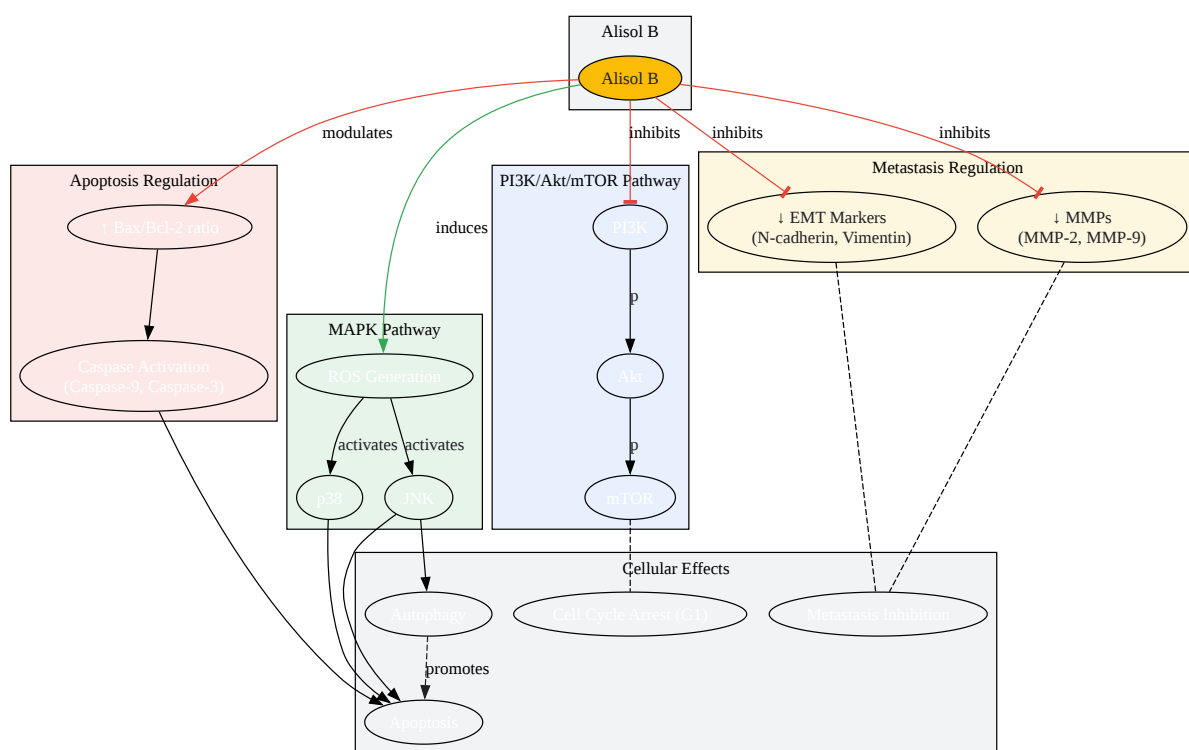 Alisol B
Alisol B
modulates
inhibits
inhibits
inhibits
induces
Apoptosis Regulation
↑ Bax/Bcl-2 ratio
Caspase Activation
(Caspase-9, Caspase-3)
MAPK Pathway
ROS Generation
activates
activates
p38
JNK
PI3K/Akt/mTOR Pathway
PI3K
p
Akt
p
mTOR
Metastasis Regulation
↓ EMT Markers
(N-cadherin, Vimentin)
↓ MMPs
(MMP-2, MMP-9)
Cellular Effects
Autophagy
Cell Cycle Arrest (G1)
Metastasis Inhibition
promotes
Apoptosis